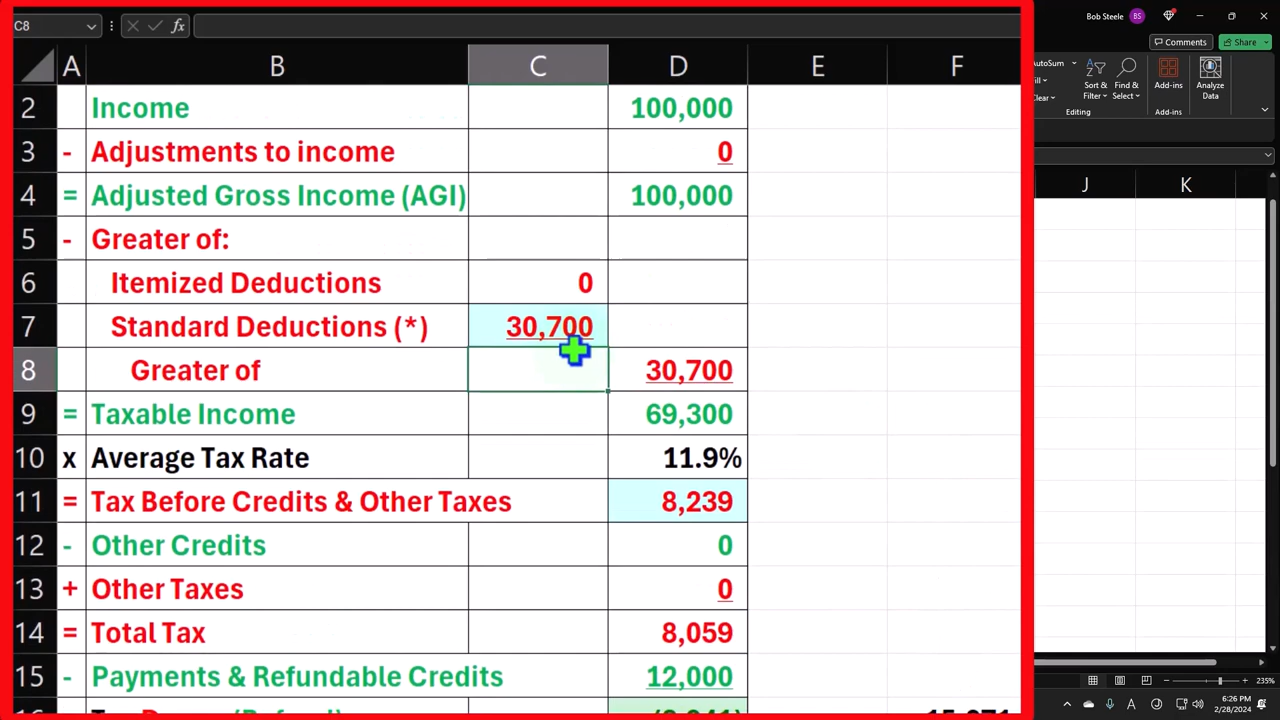 C8
Bob Steele BS
Comments Share
AutoSum
Sort & Filter
Find & Select
Add-ins
Analyze Data
Editing Add-ins
A B C D E F J K
2 Income 100,000
3 - Adjustments to income 0
4 = Adjusted Gross Income (AGI) 100,000
5 - Greater of:
6 Itemized Deductions 0
7 Standard Deductions (*) 30,700
8 Greater of 30,700
9 = Taxable Income 69,300
10 x Average Tax Rate 11.9%
11 = Tax Before Credits & Other Taxes 8,239
12 - Other Credits 0
13 + Other Taxes 0
14 = Total Tax 8,059
15 - Payments & Refundable Credits 12,000
235%
6:26 PM
2/28/2024